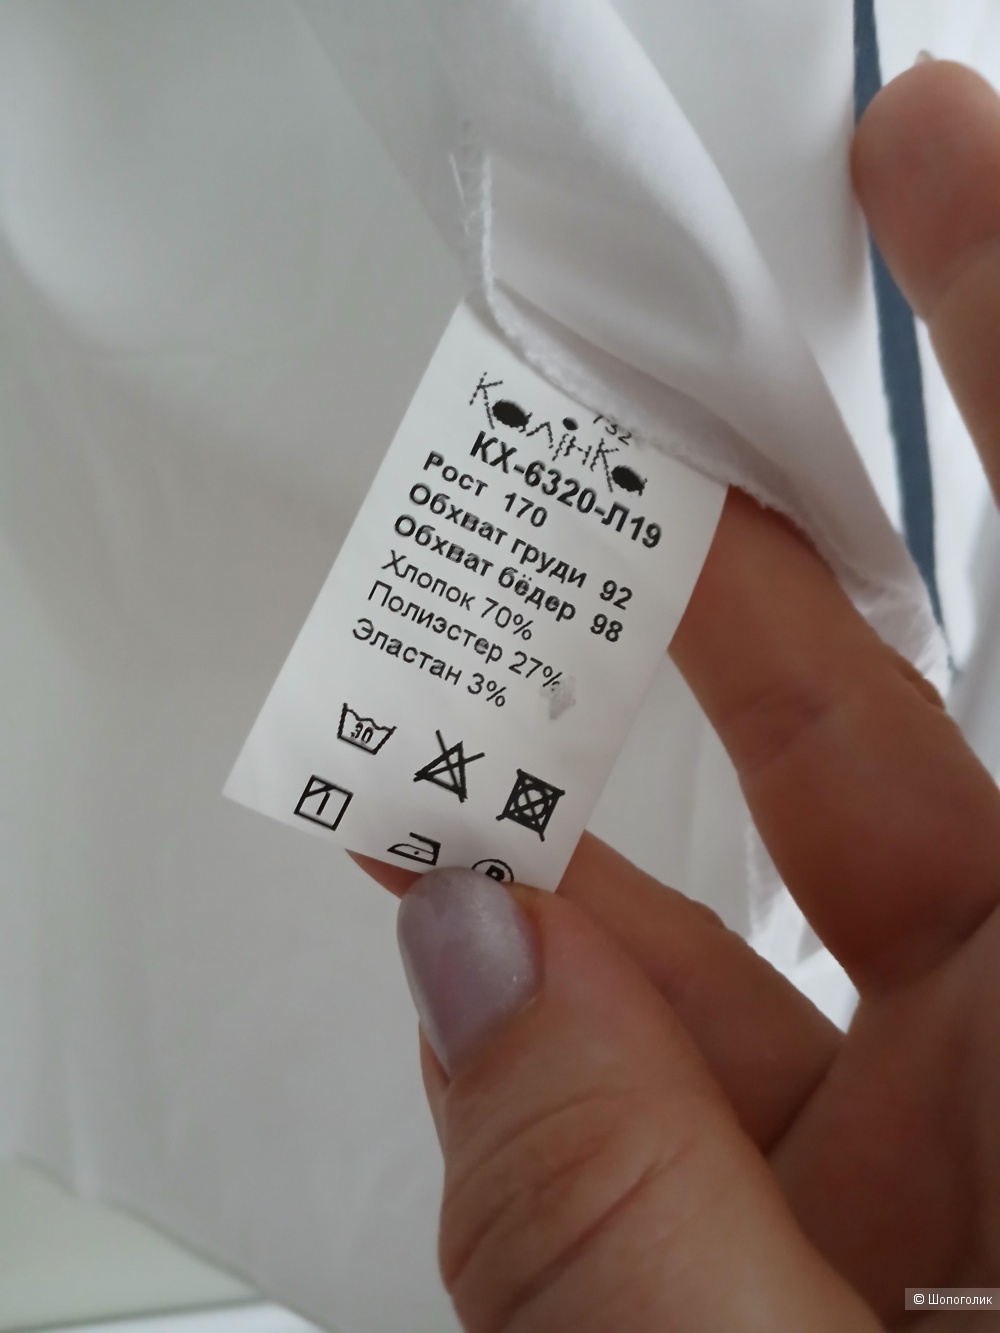 КаляКа
732
КХ-6320-Л19
Рост 170
Обхват груди 92
Обхват бёдер 98
Хлопок 70%
Полиэстер 27%
Эластан 3%
30
P
© Шопоголик